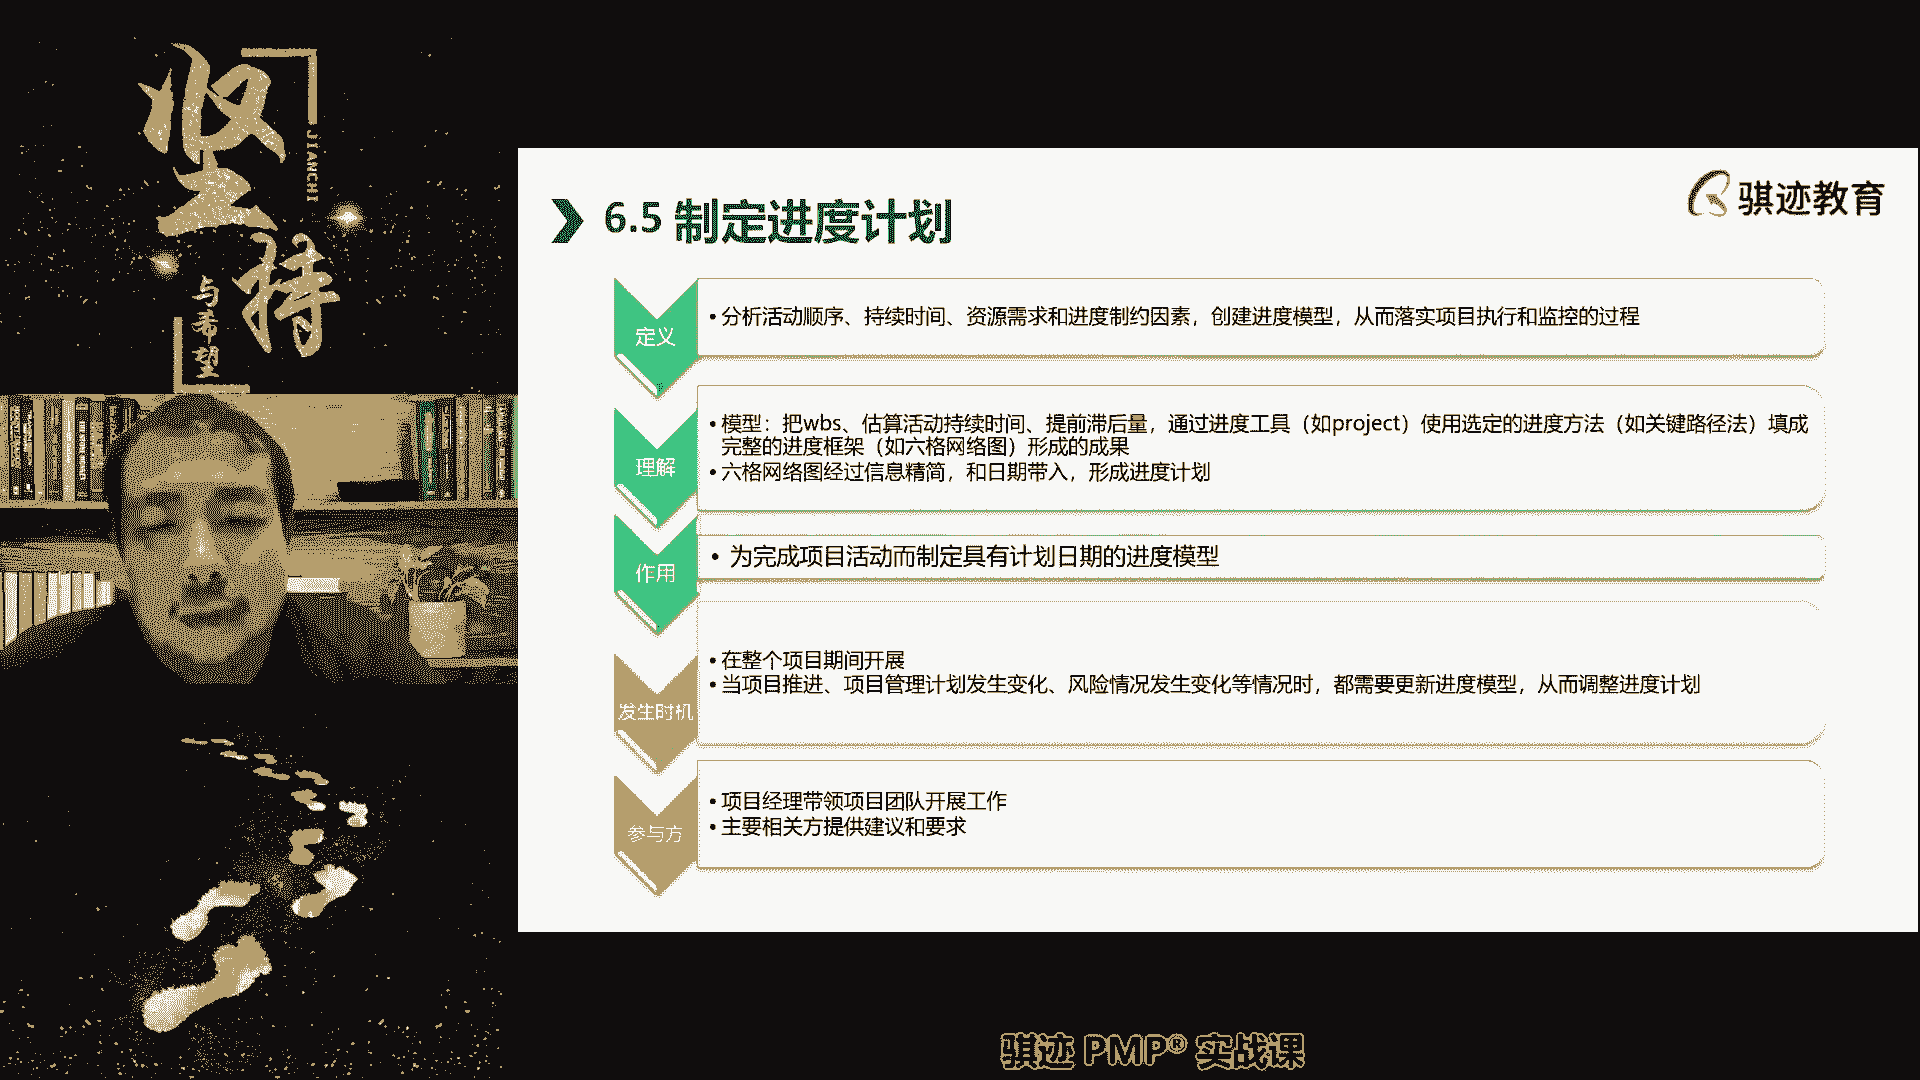 坚持
JIANCHI
与希望
骐迹教育
6.5 制定进度计划
定义
•分析活动顺序、持续时间、资源需求和进度制约因素，创建进度模型，从而落实项目执行和监控的过程
理解
•模型：把wbs、估算活动持续时间、提前滞后量，通过进度工具（如project）使用选定的进度方法（如关键路径法）填成
完整的进度框架（如六格网络图）形成的成果
•六格网络图经过信息精简，和日期带入，形成进度计划
作用
• 为完成项目活动而制定具有计划日期的进度模型
发生时机
•在整个项目期间开展
•当项目推进、项目管理计划发生变化、风险情况发生变化等情况时，都需要更新进度模型，从而调整进度计划
参与方
•项目经理带领项目团队开展工作
•主要相关方提供建议和要求
骐迹 PMP® 实战课